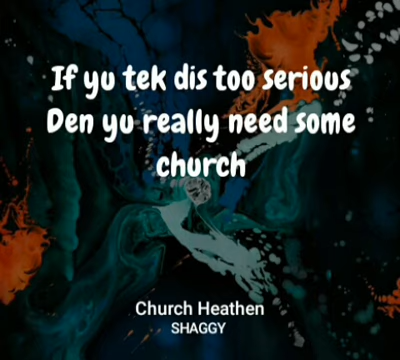 If yu tek dis too serious
Den yu really need some
church
Church Heathen
SHAGGY